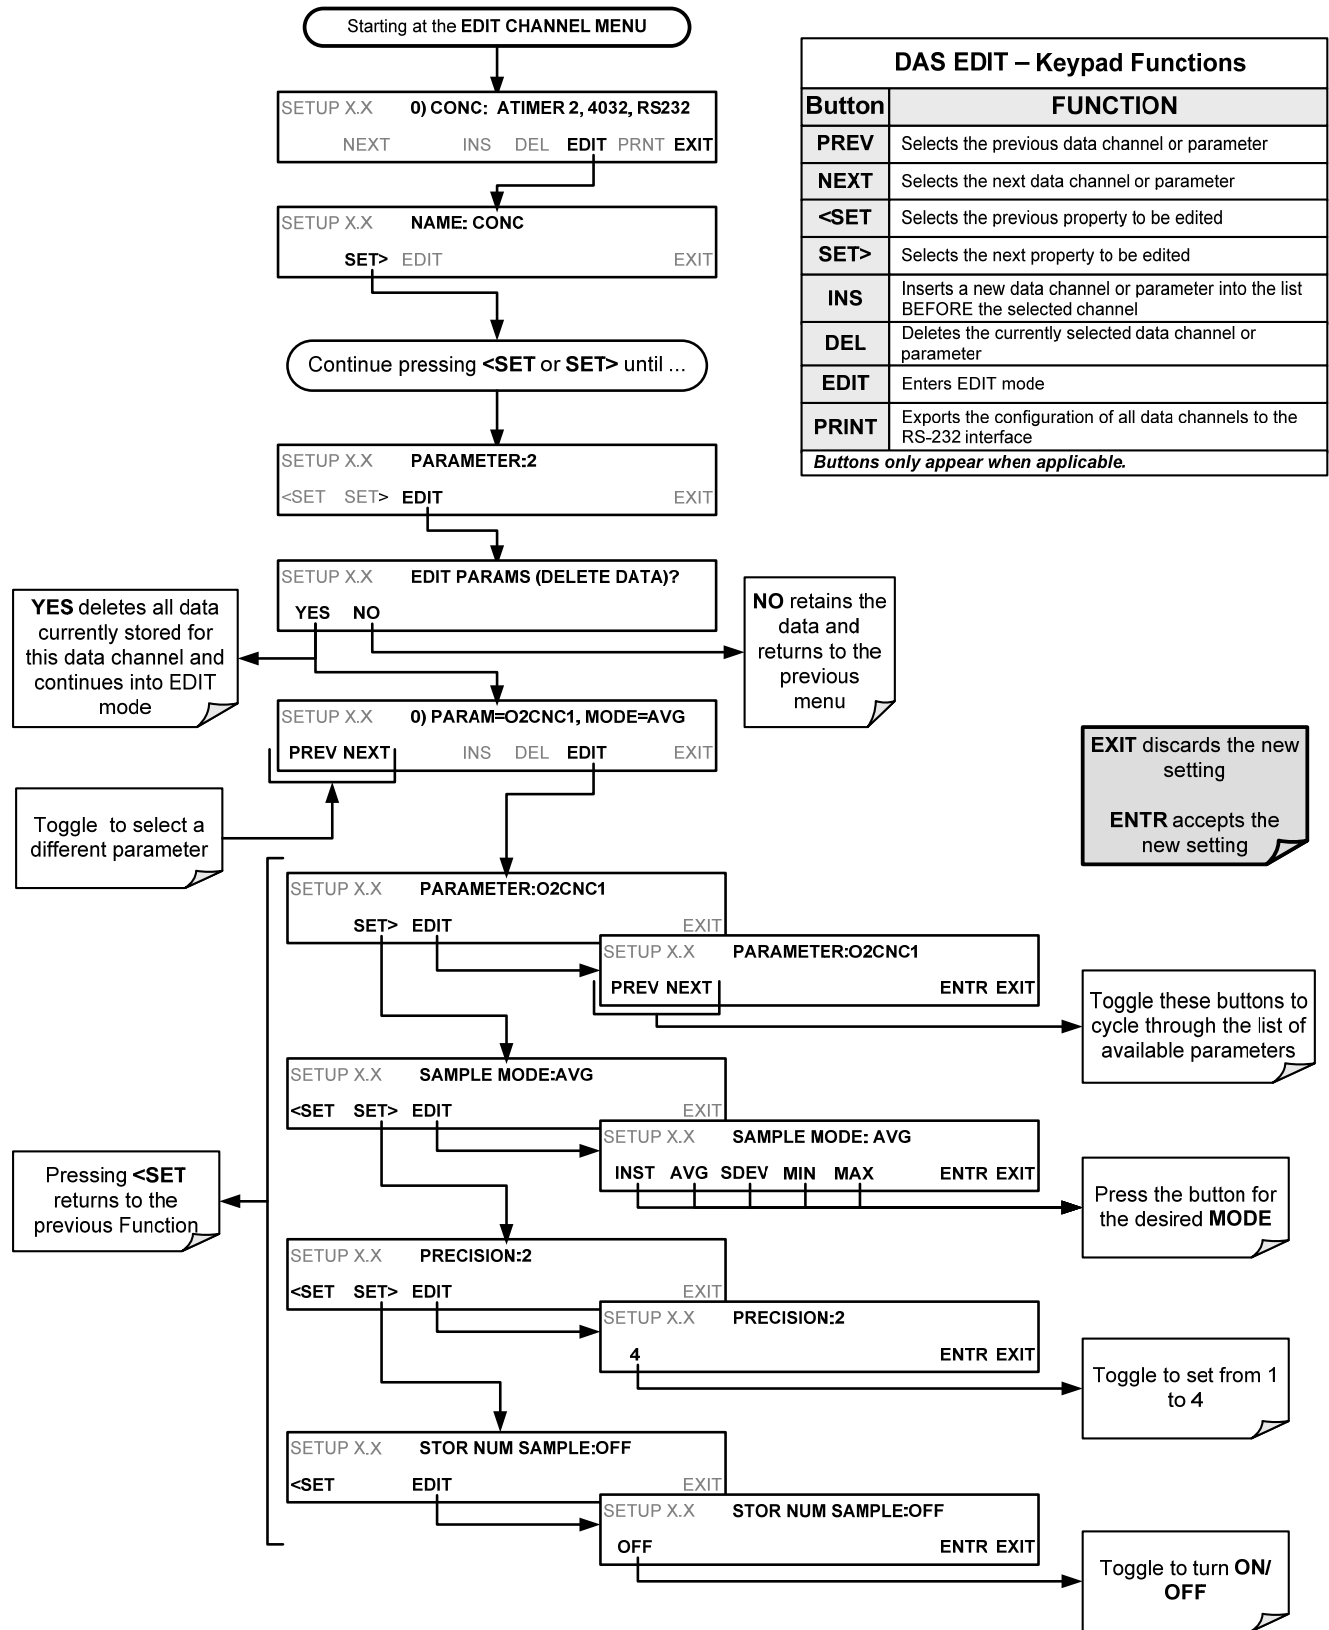 Starting at the EDIT CHANNEL MENU
SETUP X.X 0) CONC: ATIMER 2, 4032, RS232
NEXT INS DEL EDIT PRNT EXIT
SETUP X.X NAME: CONC
SET> EDIT EXIT
Continue pressing <SET or SET> until ...
SETUP X.X PARAMETER:2
<SET SET> EDIT EXIT
SETUP X.X EDIT PARAMS (DELETE DATA)?
YES NO
YES deletes all data
currently stored for
this data channel and
continues into EDIT
mode
NO retains the
data and
returns to the
previous
menu
SETUP X.X 0) PARAM=O2CNC1, MODE=AVG
PREV NEXT INS DEL EDIT EXIT
Toggle to select a
different parameter
DAS EDIT – Keypad Functions
Button FUNCTION
PREV Selects the previous data channel or parameter
NEXT Selects the next data channel or parameter
<SET Selects the previous property to be edited
SET> Selects the next property to be edited
INS Inserts a new data channel or parameter into the list
BEFORE the selected channel
DEL Deletes the currently selected data channel or
parameter
EDIT Enters EDIT mode
PRINT Exports the configuration of all data channels to the
RS-232 interface
Buttons only appear when applicable.
EXIT discards the new
setting
ENTR accepts the
new setting
SETUP X.X PARAMETER:O2CNC1
SET> EDIT EXIT
SETUP X.X PARAMETER:O2CNC1
PREV NEXT ENTR EXIT
Toggle these buttons to
cycle through the list of
available parameters
SETUP X.X SAMPLE MODE:AVG
<SET SET> EDIT EXIT
SETUP X.X SAMPLE MODE: AVG
INST AVG SDEV MIN MAX ENTR EXIT
Press the button for
the desired MODE
Pressing <SET
returns to the
previous Function
SETUP X.X PRECISION:2
<SET SET> EDIT EXIT
SETUP X.X PRECISION:2
4 ENTR EXIT
Toggle to set from 1
to 4
SETUP X.X STOR NUM SAMPLE:OFF
<SET EDIT EXIT
SETUP X.X STOR NUM SAMPLE:OFF
OFF ENTR EXIT
Toggle to turn ON/
OFF